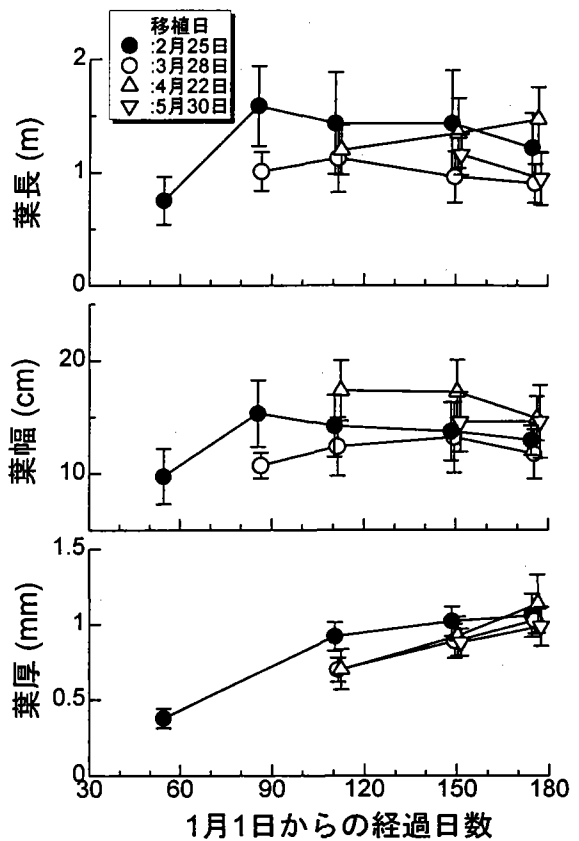 移植日
●:2月25日
○:3月28日
△:4月22日
▽:5月30日
2
1
0
葉長 (m)
20
10
葉幅 (cm)
1.5
1
0.5
0
葉厚 (mm)
30 60 90 120 150 180
1月1日からの経過日数